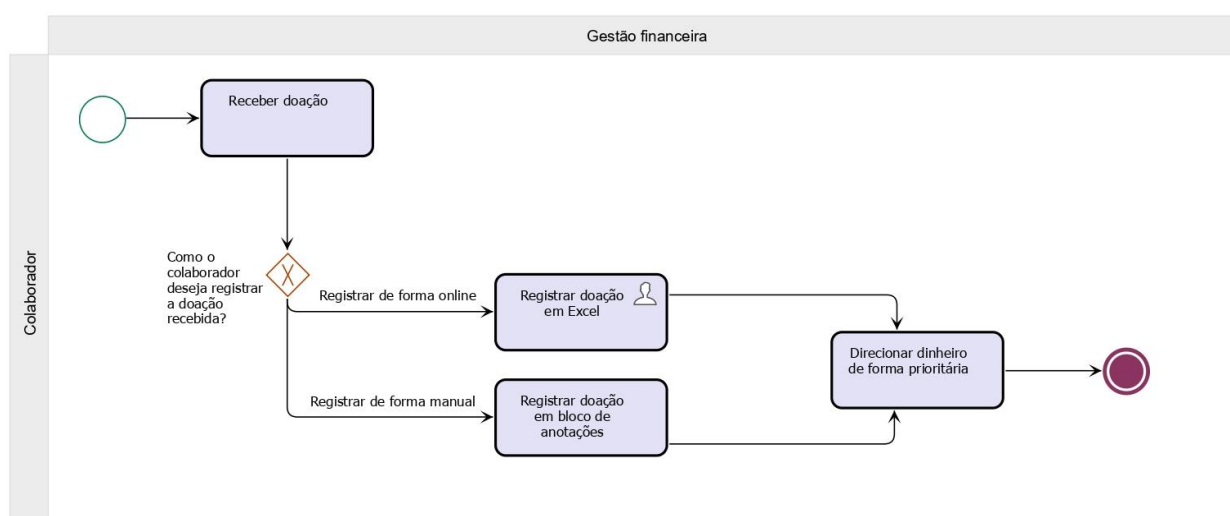 Gestão financeira
Colaborador
Receber doação
Como o
colaborador
deseja registrar
a doação
recebida?
Registrar de forma online
Registrar doação
em Excel
Registrar de forma manual
Registrar doação
em bloco de
anotações
Direcionar dinheiro
de forma prioritária